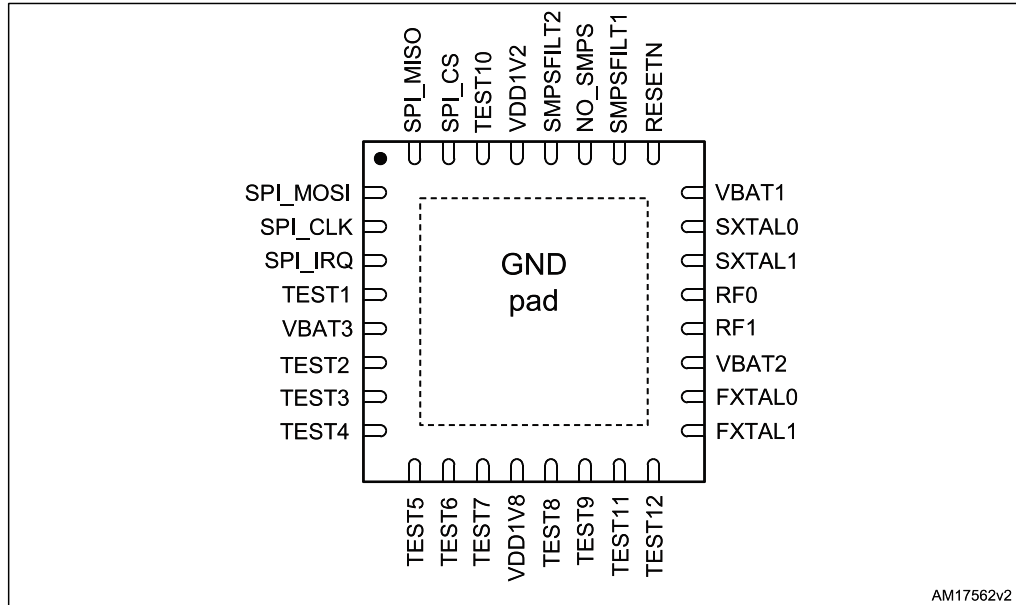 SPI_MISO
SPI_CS
TEST10
VDD1V2
SMPSFILT2
NO_SMPS
SMPSFILT1
RESETN
SPI_MOSI
SPI_CLK
SPI_IRQ
TEST1
VBAT3
TEST2
TEST3
TEST4
GND
pad
VBAT1
SXTAL0
SXTAL1
RF0
RF1
VBAT2
FXTAL0
FXTAL1
TEST5
TEST6
TEST7
VDD1V8
TEST8
TEST9
TEST11
TEST12
AM17562v2